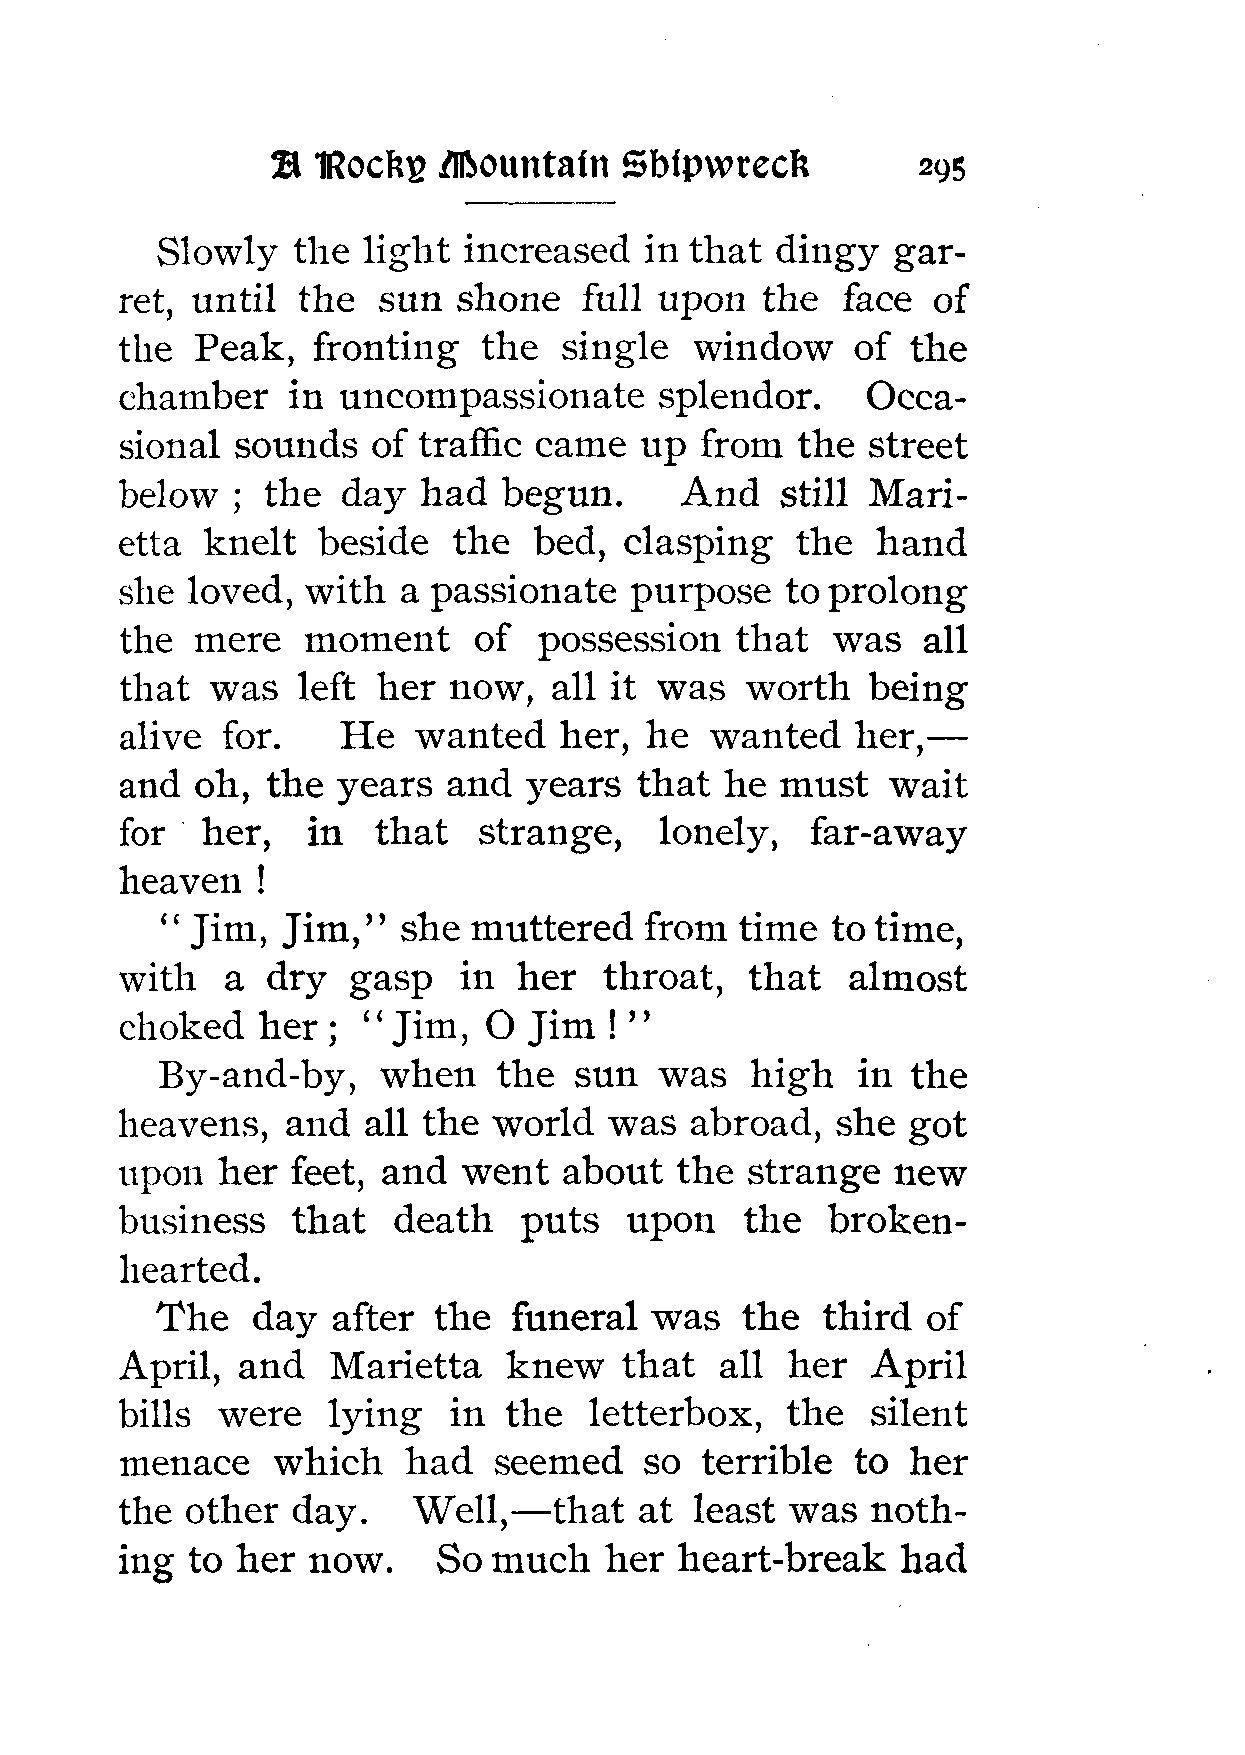 A Rocky Mountain Shipwreck 295
Slowly the light increased in that dingy gar-
ret, until the sun shone full upon the face of
the Peak, fronting the single window of the
chamber in uncompassionate splendor. Occa-
sional sounds of traffic came up from the street
below ; the day had begun. And still Mari-
etta knelt beside the bed, clasping the hand
she loved, with a passionate purpose to prolong
the mere moment of possession that was all
that was left her now, all it was worth being
alive for. He wanted her, he wanted her,—
and oh, the years and years that he must wait
for her, in that strange, lonely, far-away
heaven !
“ Jim, Jim,” she muttered from time to time,
with a dry gasp in her throat, that almost
choked her ; “ Jim, O Jim ! ”
By-and-by, when the sun was high in the
heavens, and all the world was abroad, she got
upon her feet, and went about the strange new
business that death puts upon the broken-
hearted.
The day after the funeral was the third of
April, and Marietta knew that all her April
bills were lying in the letterbox, the silent
menace which had seemed so terrible to her
the other day. Well,—that at least was noth-
ing to her now. So much her heart-break had